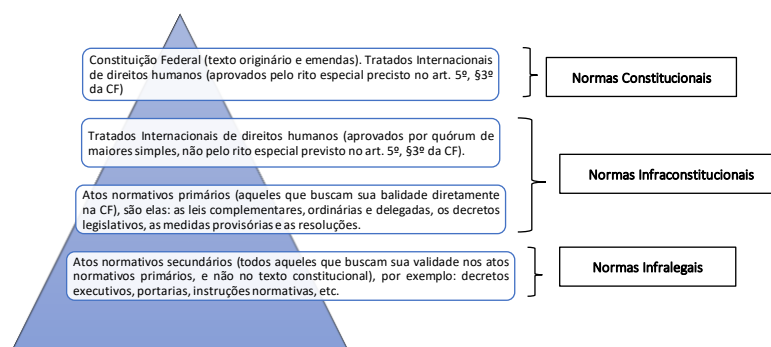 Constituição Federal (texto originário e emendas). Tratados Internacionais
de direitos humanos (aprovados pelo rito especial precisto no art. 5º, §3º
da CF)
Normas Constitucionais
Tratados Internacionais de direitos humanos (aprovados por quórum de
maiores simples, não pelo rito especial previsto no art. 5º, §3º da CF).
Normas Infraconstitucionais
Atos normativos primários (aqueles que buscam sua balidade diretamente
na CF), são elas: as leis complementares, ordinárias e delegadas, os decretos
legislativos, as medidas provisórias e as resoluções.
Atos normativos secundários (todos aqueles que buscam sua validade nos atos
normativos primários, e não no texto constitucional), por exemplo: decretos
executivos, portarias, instruções normativas, etc.
Normas Infralegais